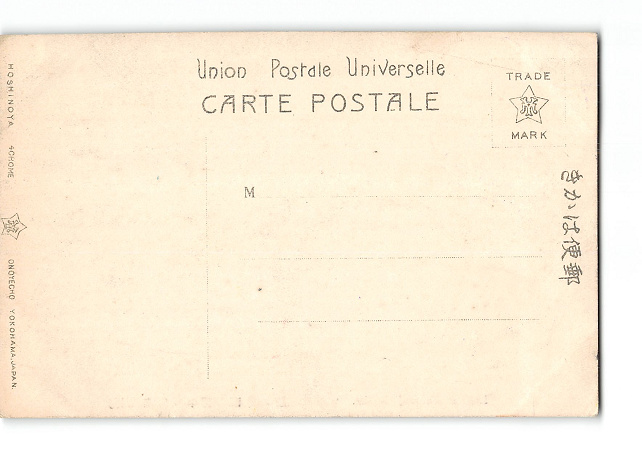 Union Postale Universelle
CARTE POSTALE
TRADE
MARK
M
きかは便郵
HOSHINOYA 4CHOME ONOYECHO YOKOHAMA.JAPAN.